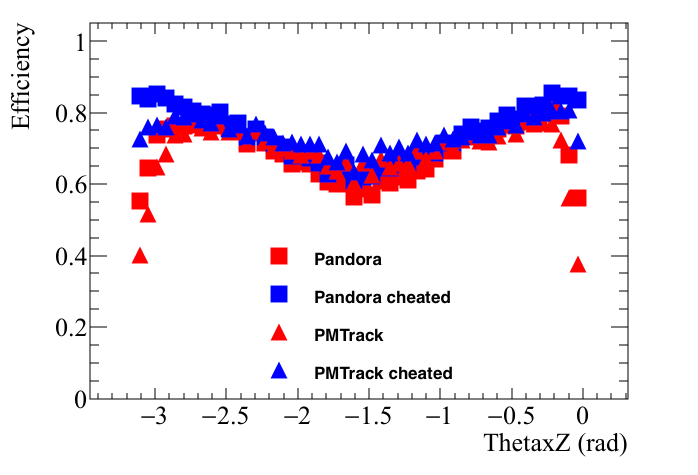 Efficiency
1
0.8
0.6
0.4
0.2
0
Pandora
Pandora cheated
PMTrack
PMTrack cheated
−3 −2.5 −2 −1.5 −1 −0.5 0
ThetaxZ (rad)